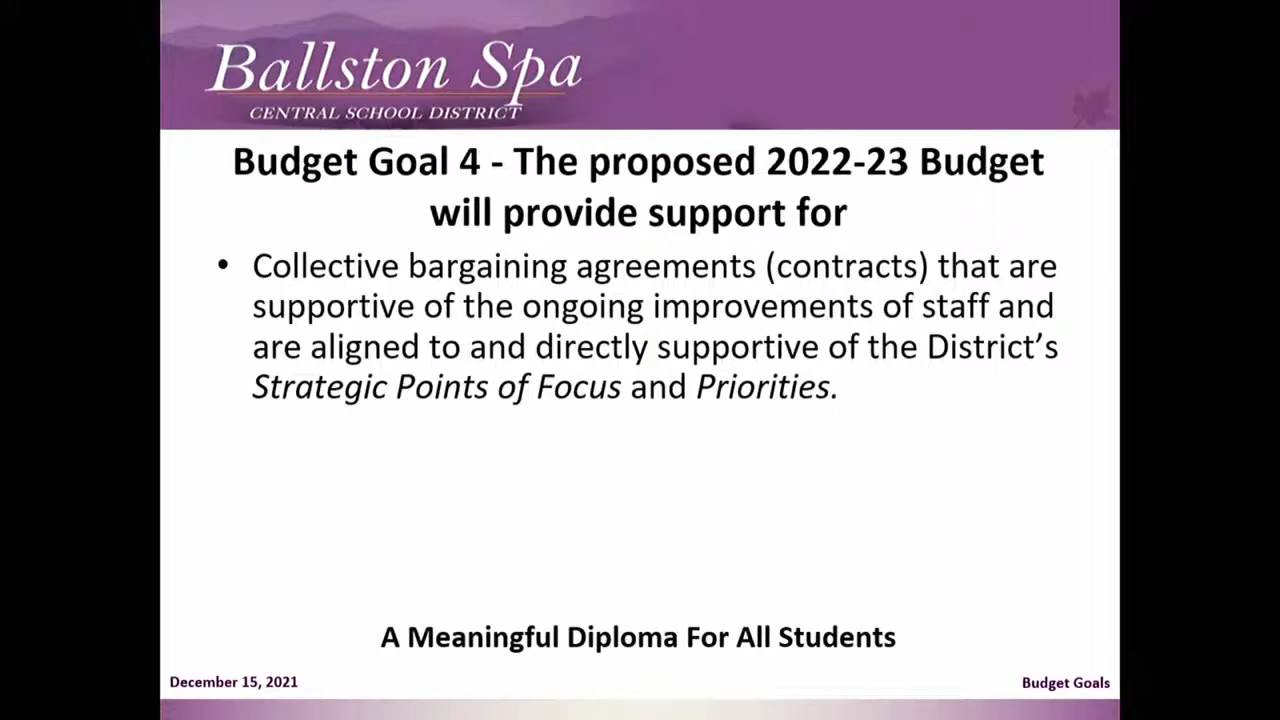 Ballston Spa
CENTRAL SCHOOL DISTRICT
Budget Goal 4 - The proposed 2022-23 Budget
will provide support for
• Collective bargaining agreements (contracts) that are
supportive of the ongoing improvements of staff and
are aligned to and directly supportive of the District’s
Strategic Points of Focus and Priorities.
A Meaningful Diploma For All Students
December 15, 2021
Budget Goals